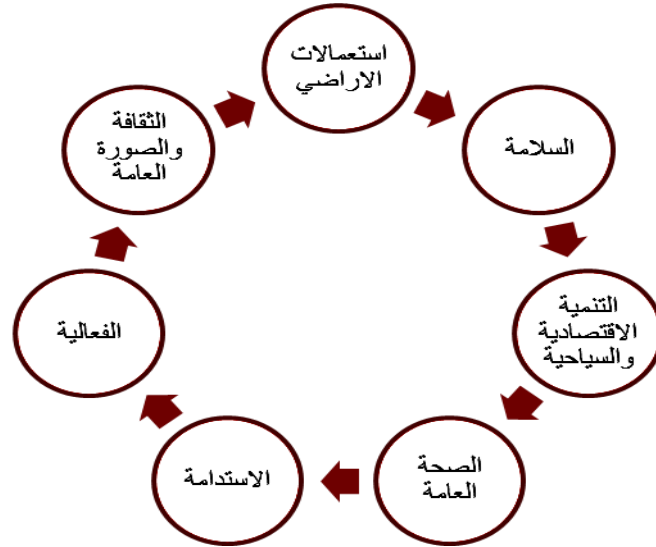 استعمالات
الاراضي
السلامة
التنمية
الاقتصادية
والسياحية
الصحة
العامة
الاستدامة
الفعالية
الثقافة
والصورة
العامة